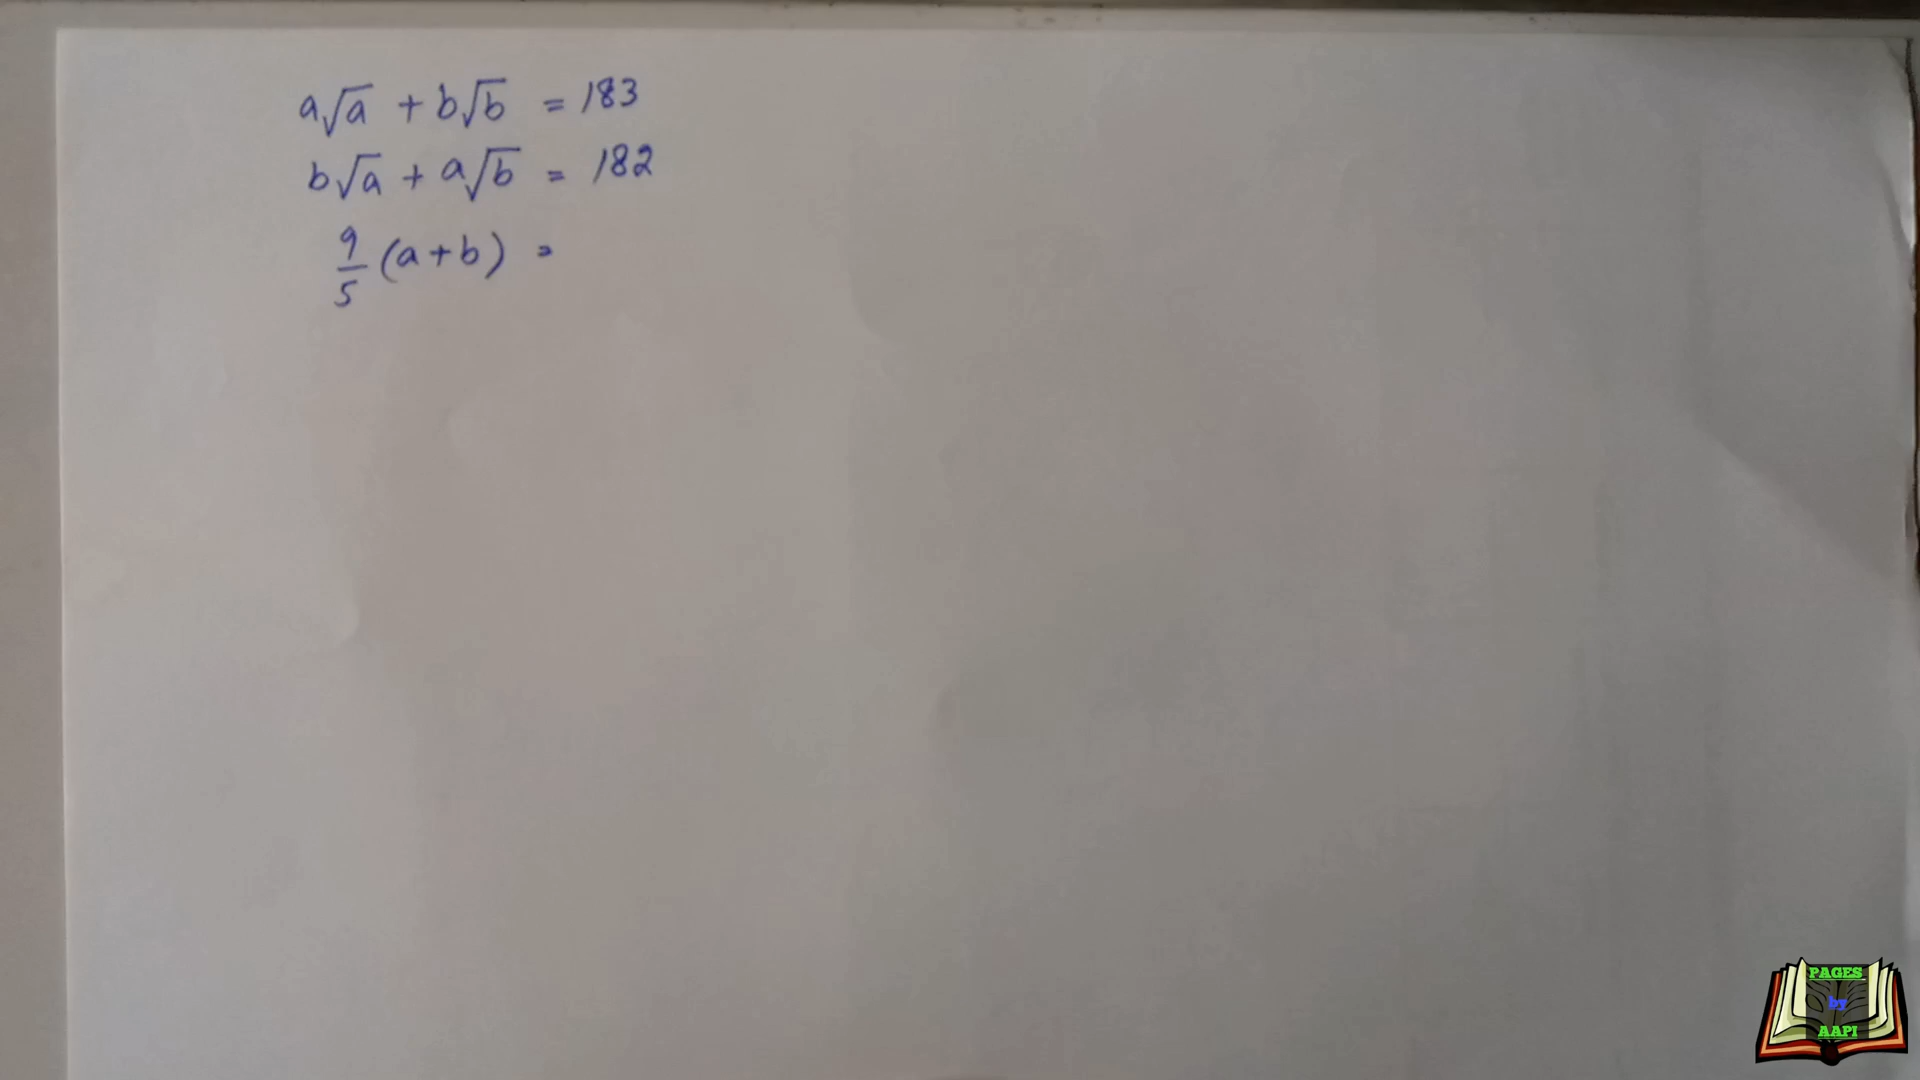 a√a + b√b = 183
b√a + a√b = 182
9/5 (a+b) =
PAGES
by
AAPI